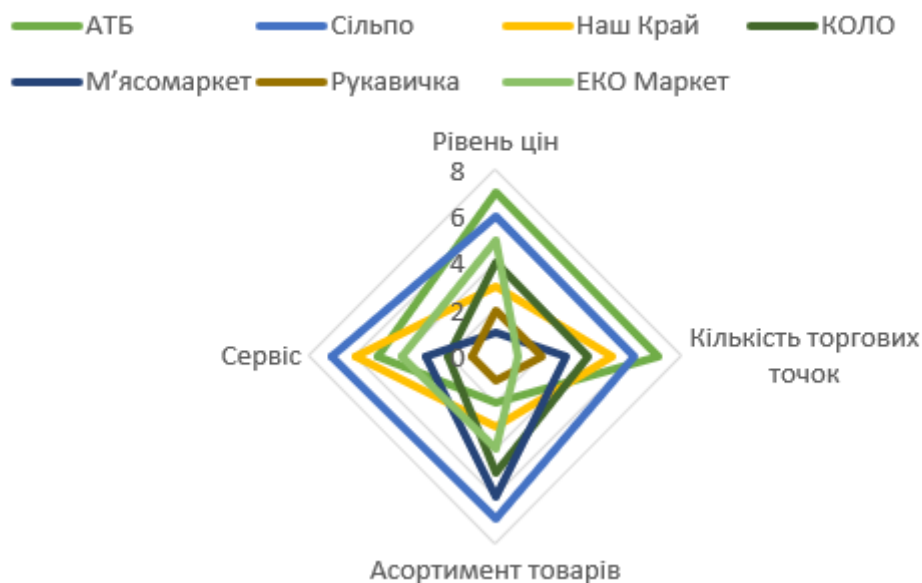 АТБ Сільпо Наш Край КОЛО
М’ясомаркет Рукавичка ЕКО Маркет
Рівень цін
8
6
4
2
0
Сервіс
Кількість торгових
точок
Асортимент товарів